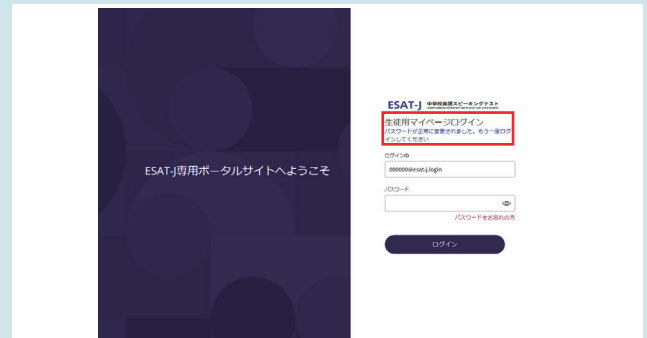 ESAT-J専用ポータルサイトへようこそ
ESAT-J 中学校英語スピーキングテスト
生徒用マイページログイン
パスワードが正常に変更されました。もう一度ログ
インしてください
ログインID
000000@esat-j.login
パスワード
パスワードをお忘れの方
ログイン